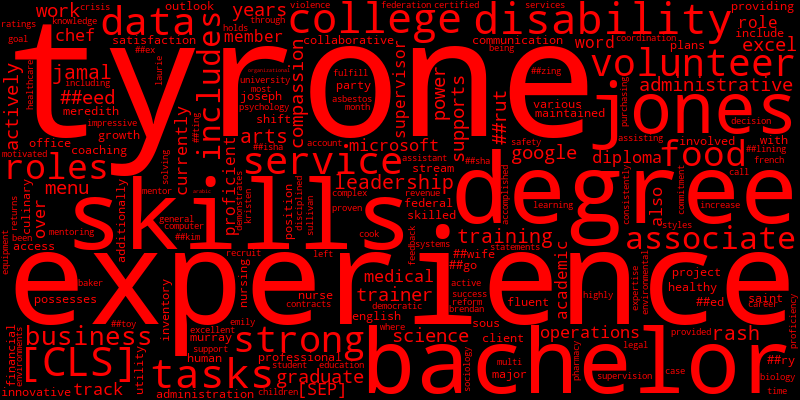 crisis
outlook
violence
federation
certified
services
ratings
knowledge
work
data
years
through
college
disability
providing
goal
chef
satisfaction
##ex
member
holds
collaborative
communication
being
word
coordination
plans
role
include
excel
tyrone
actively
healthcare
jamal
including
##eed
meredith
impressive
growth
motivated
coaching
office
laurie
includes
##ting
university
most
joseph
psychology
shift
arts
organizational
compassion
fulfill
party
asbestos
month
supervisor
power
supports
##rut
##zing
various
maintained
volunteer
administrative
purchasing
jones
decision
assisting
involved
with
##lining
french
call
microsoft
account
assistant
stream
google
safety
##sha
diploma
food
roles
menu
culinary
solving
mentor
currently
##isha
proficient
service
leadership
complex
revenue
federal
skilled
proven
accomplished
learning
degree
consistently
also
commitment
increase
styles
returns
been
over
mentoring
access
additionally
skills
general
computer
##kim
demonstrates
kristen
position
disciplined
sullivan
cook
feedback
systems
training
statements
associate
equipment
possesses
baker
experience
inventory
recruit
nursing
left
contracts
nurse
medical
trainer
democratic
english
where
##wife
##go
active
success
reform
brendan
fluent
academic
highly
project
healthy
expertise
environmental
##ed
saint
career
proficiency
financial
environments
business
##toy
[CLS]
innovative
track
utility
tasks
administration
excellent
murray
support
human
emily
strong
professional
student
education
graduate
children
[SEP]
science
sous
client
multi
major
sociology
bachelor
operations
provided
legal
pharmacy
supervision
case
rash
##ry
biology
time